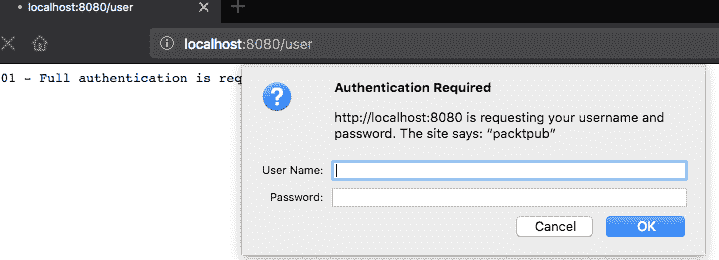 localhost:8080/user
localhost:8080/user
01 - Full authentication is req
Authentication Required
http://localhost:8080 is requesting your username and
password. The site says: “packtpub”
User Name:
Password:
Cancel
OK